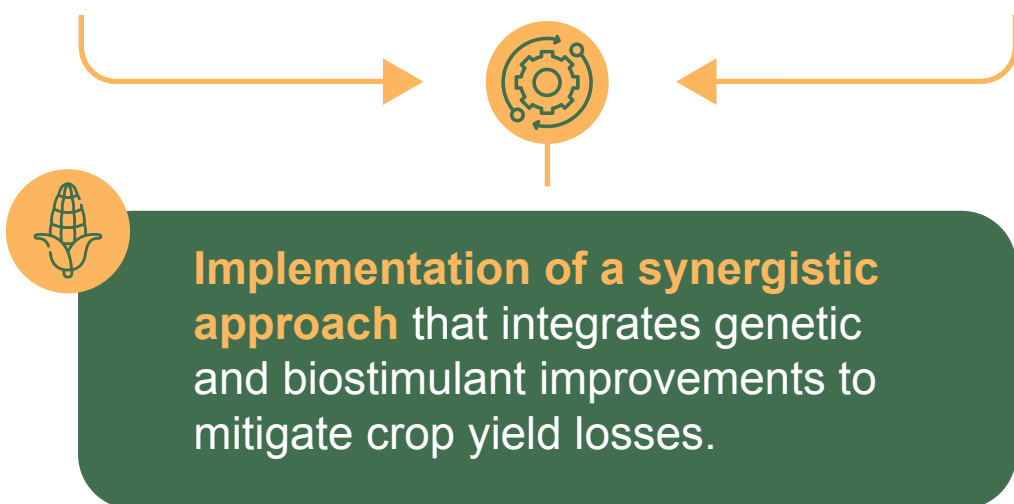 Implementation of a synergistic
approach that integrates genetic
and biostimulant improvements to
mitigate crop yield losses.